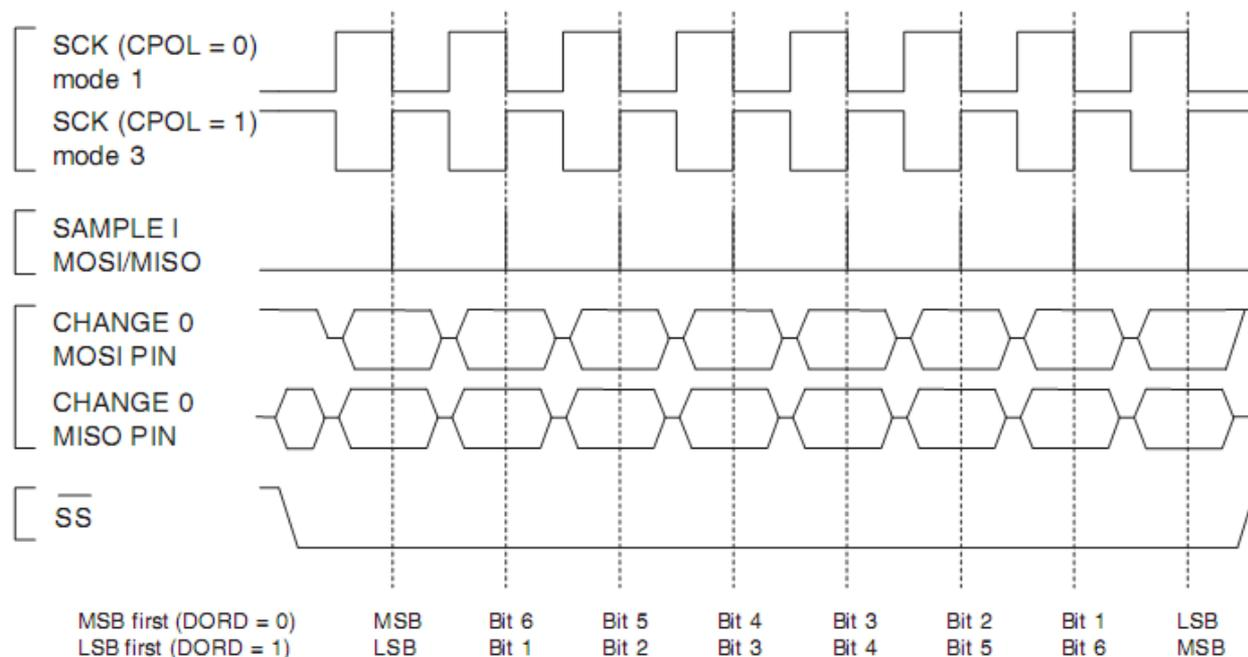 SCK (CPOL = 0)
mode 1
SCK (CPOL = 1)
mode 3
SAMPLE I
MOSI/MISO
CHANGE 0
MOSI PIN
CHANGE 0
MISO PIN
SS
MSB first (DORD = 0) MSB Bit 6 Bit 5 Bit 4 Bit 3 Bit 2 Bit 1 LSB
LSB first (DORD = 1) LSB Bit 1 Bit 2 Bit 3 Bit 4 Bit 5 Bit 6 MSB